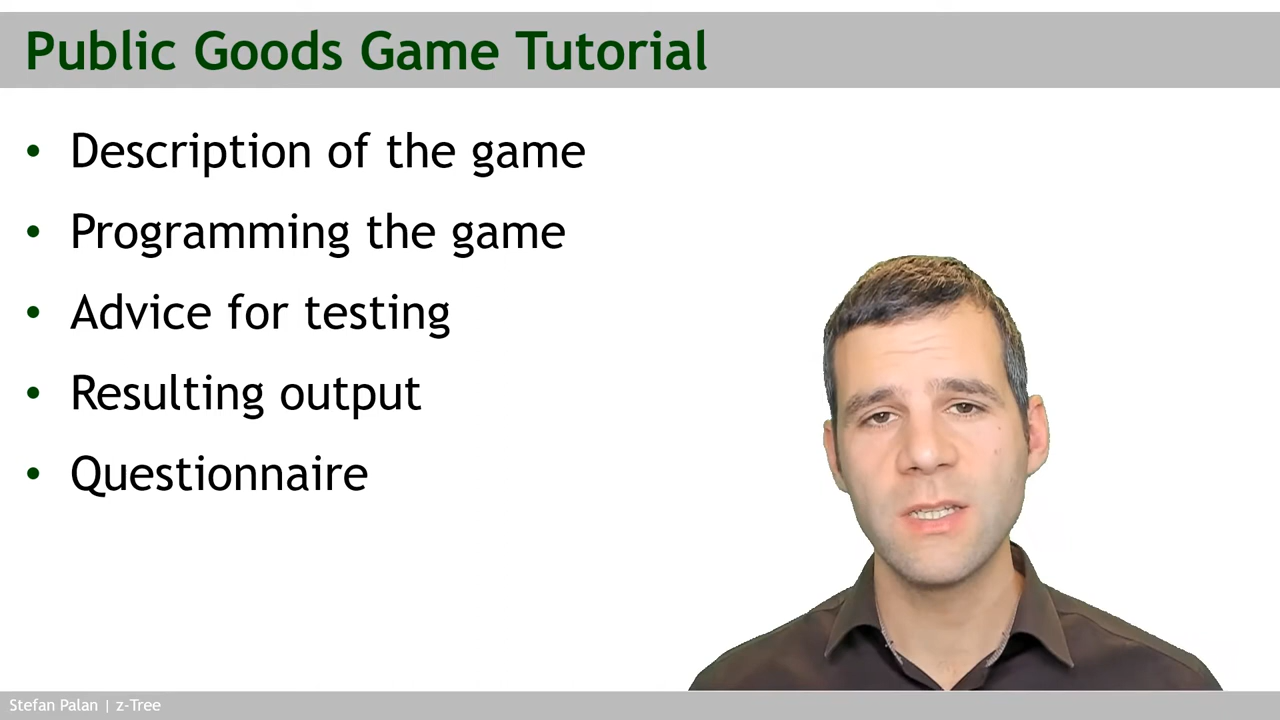 Public Goods Game Tutorial
• Description of the game
• Programming the game
• Advice for testing
• Resulting output
• Questionnaire
Stefan Palan | z-Tree